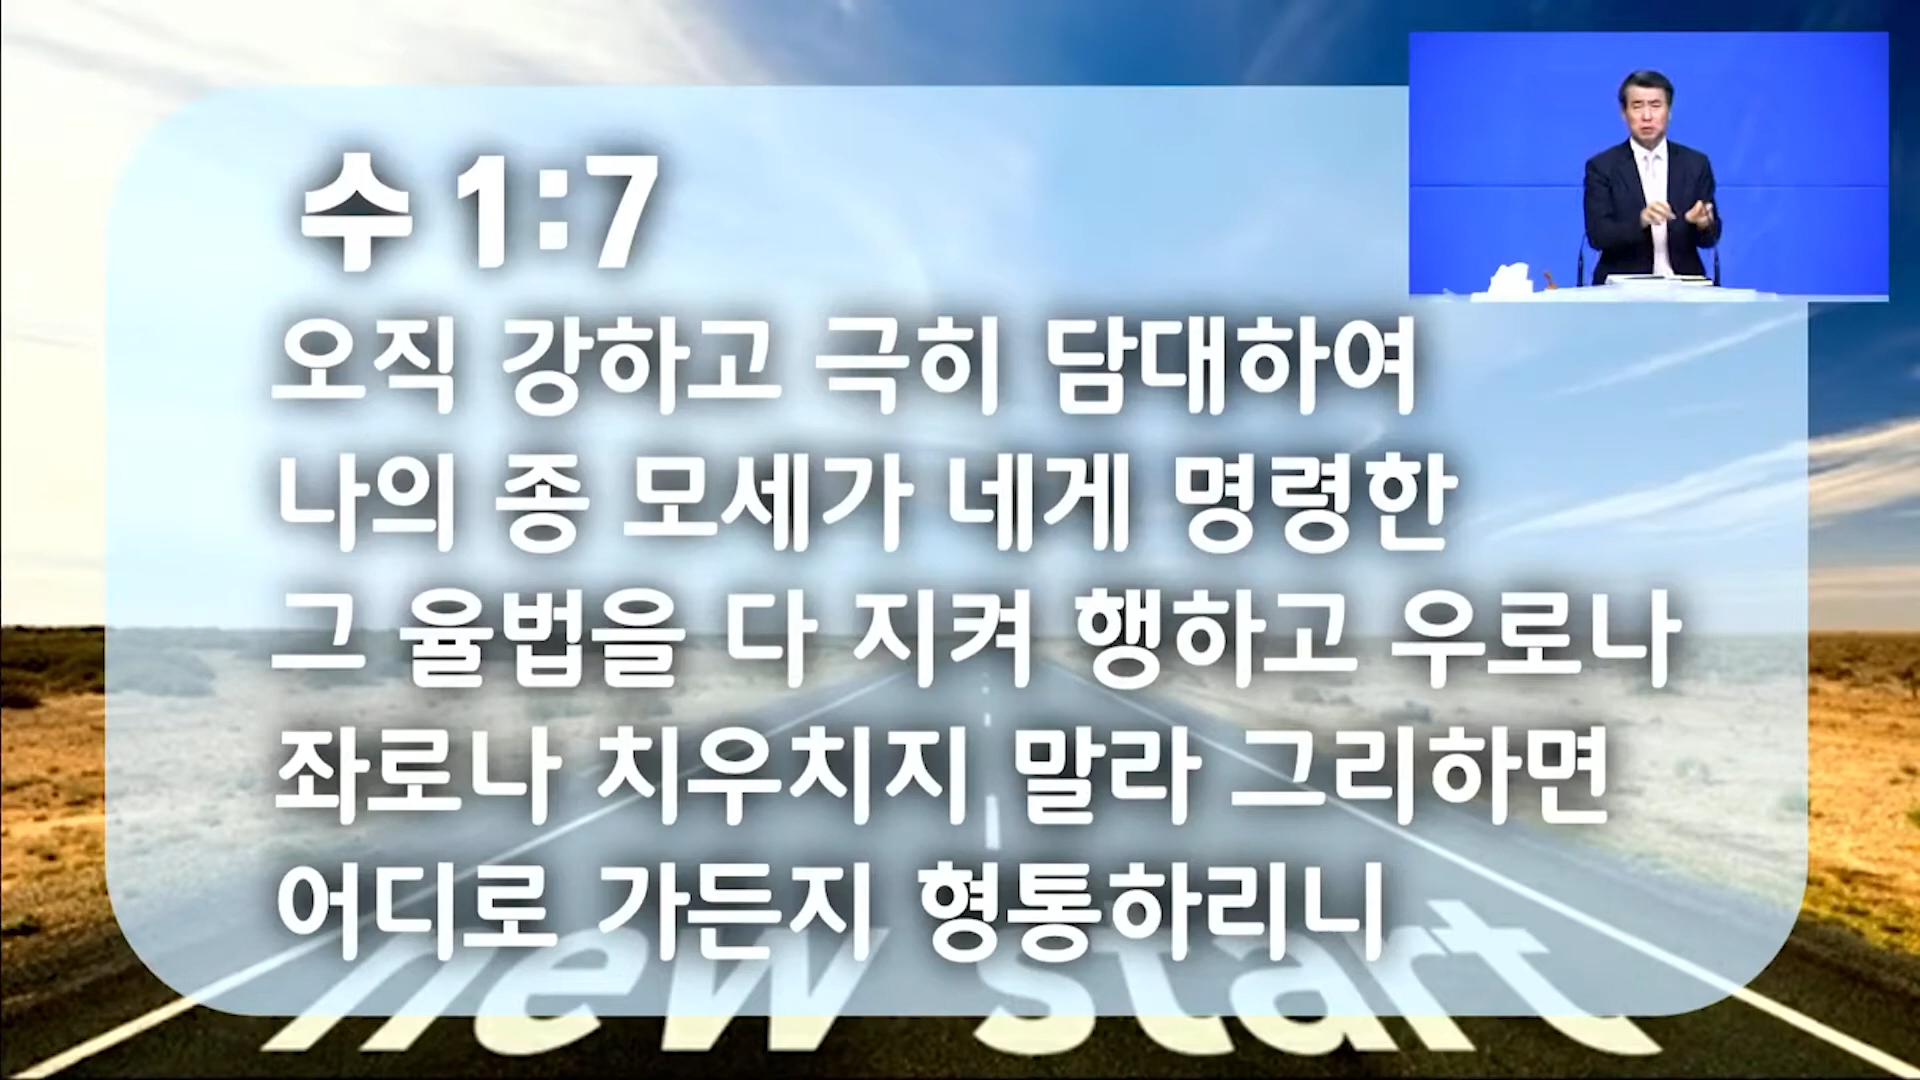 수 1:7
오직 강하고 극히 담대하여
나의 종 모세가 네게 명령한
그 율법을 다 지켜 행하고 우로나
좌로나 치우치지 말라 그리하면
어디로 가든지 형통하리니
new start